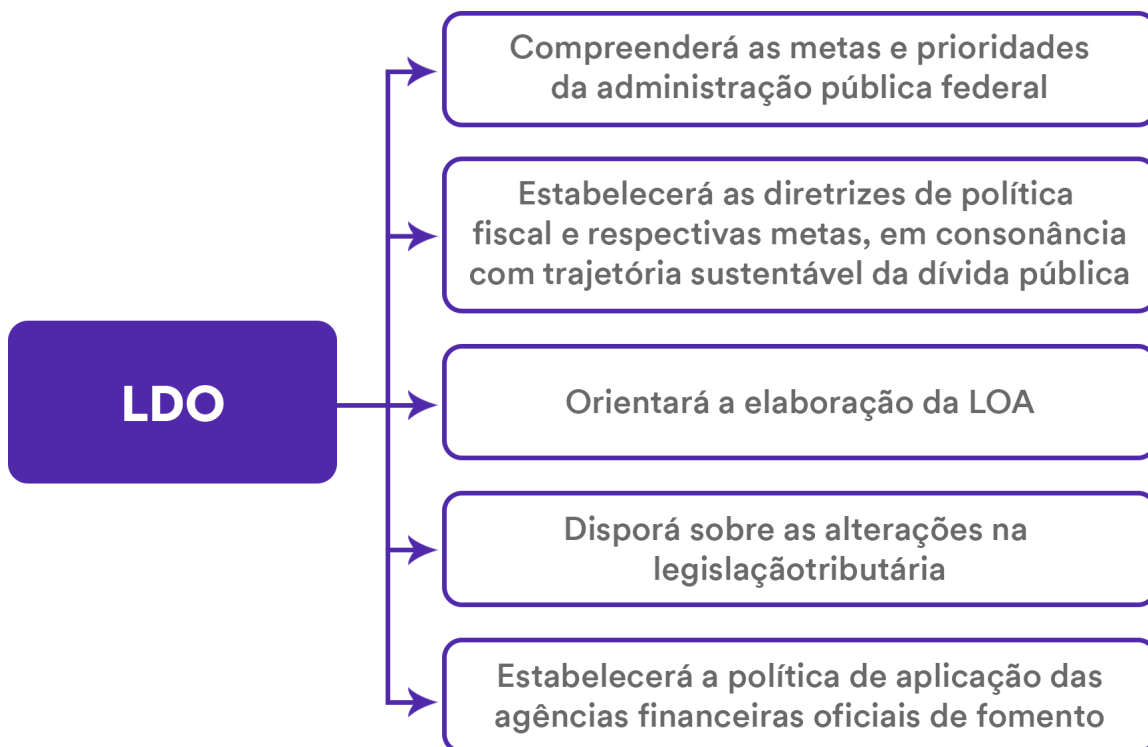 Compreenderá as metas e prioridades
da administração pública federal
Estabelecerá as diretrizes de política
fiscal e respectivas metas, em consonância
com trajetória sustentável da dívida pública
LDO
Orientará a elaboração da LOA
Disporá sobre as alterações na
legislaçãotributária
Estabelecerá a política de aplicação das
agências financeiras oficiais de fomento